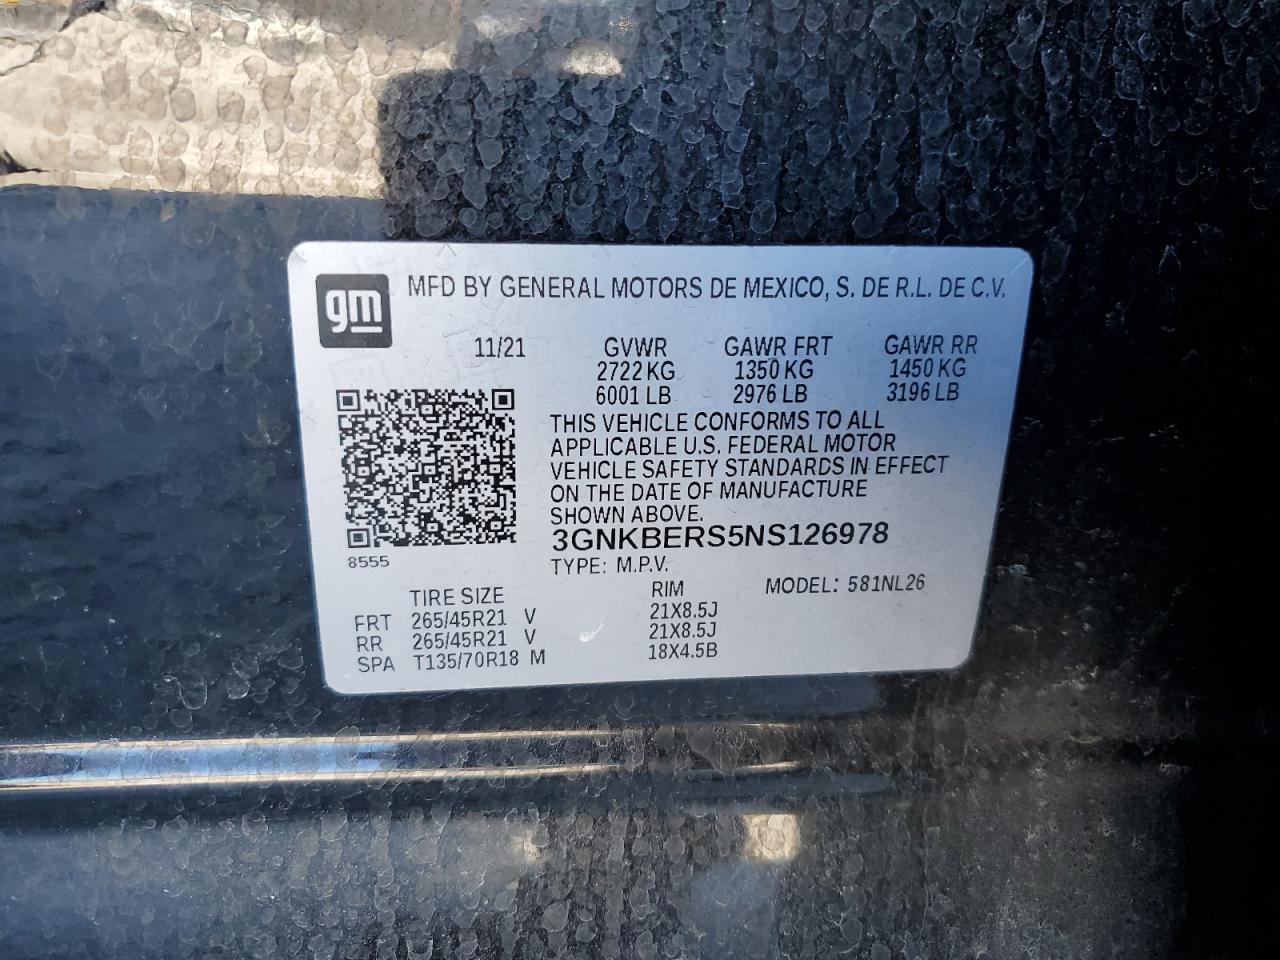 gm MFD BY GENERAL MOTORS DE MEXICO, S. DE R.L. DE C.V.
11/21 GVWR GAWR FRT GAWR RR
2722 KG 1350 KG 1450 KG
6001 LB 2976 LB 3196 LB
THIS VEHICLE CONFORMS TO ALL
APPLICABLE U.S. FEDERAL MOTOR
VEHICLE SAFETY STANDARDS IN EFFECT
ON THE DATE OF MANUFACTURE
SHOWN ABOVE.
3GNKBERS5NS126978
8555
TYPE: M.P.V. MODEL: 581NL26
TIRE SIZE RIM
FRT 265/45R21 V 21X8.5J
RR 265/45R21 V 21X8.5J
SPA T135/70R18 M 18X4.5B